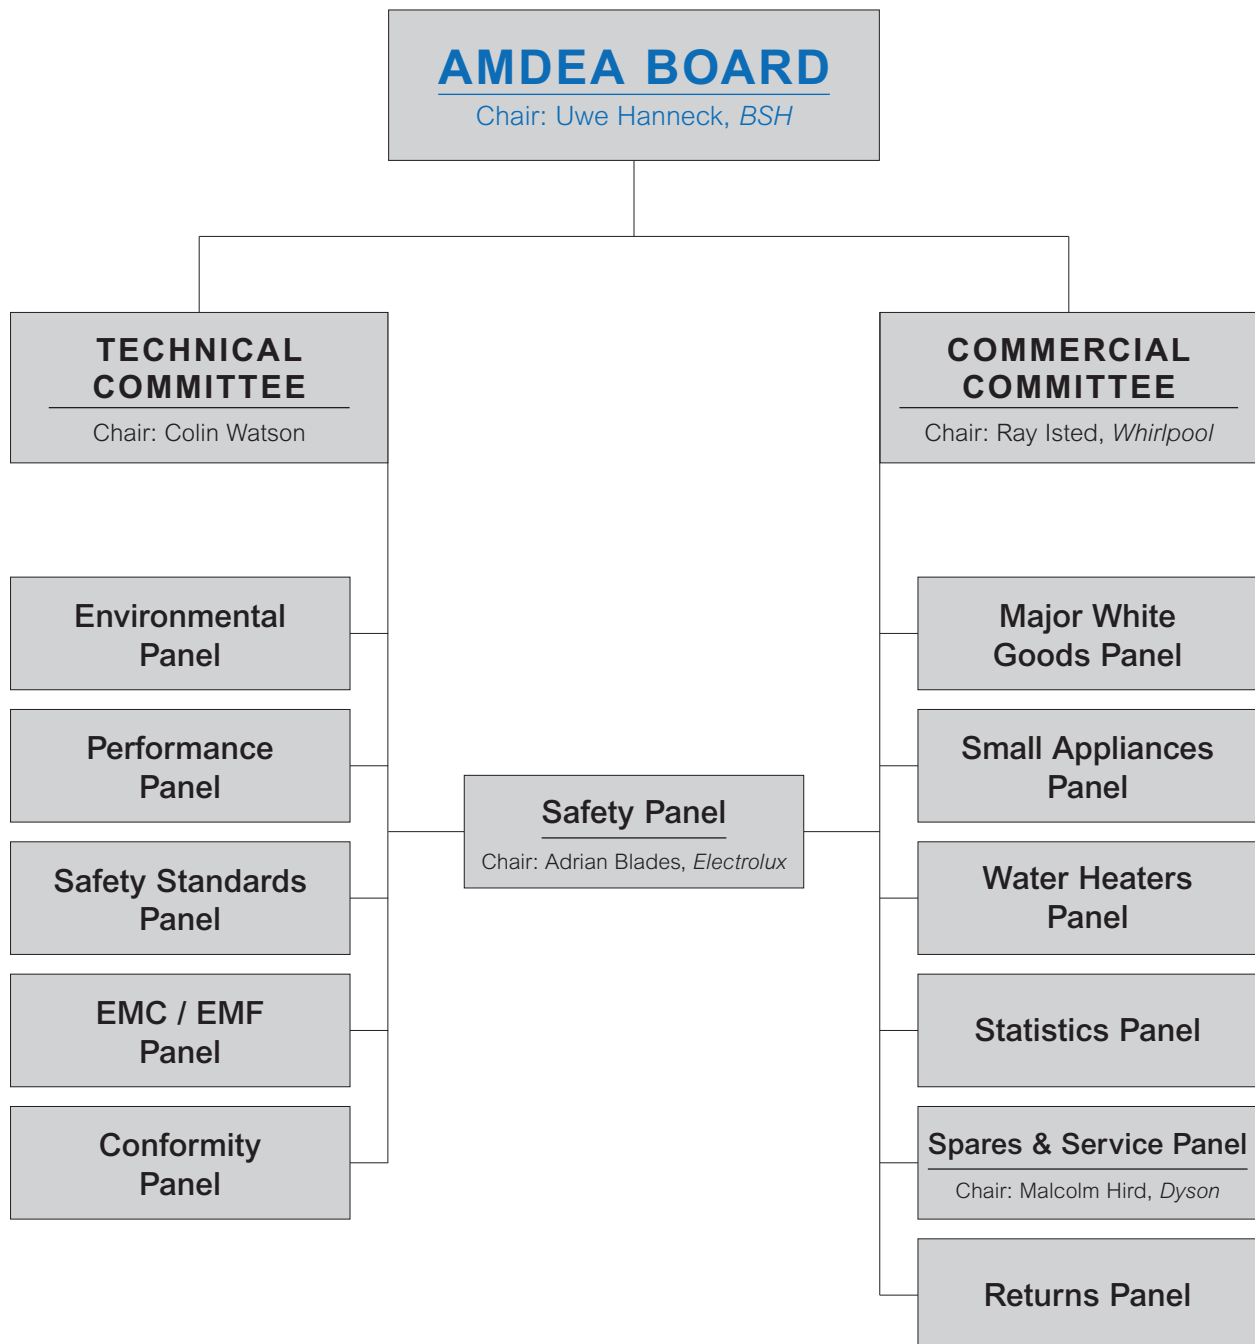 AMDEA BOARD
Chair: Uwe Hanneck, BSH
TECHNICAL
COMMITTEE
Chair: Colin Watson
COMMERCIAL
COMMITTEE
Chair: Ray Isted, Whirlpool
Environmental
Panel
Performance
Panel
Safety Standards
Panel
EMC / EMF
Panel
Conformity
Panel
Safety Panel
Chair: Adrian Blades, Electrolux
Major White
Goods Panel
Small Appliances
Panel
Water Heaters
Panel
Statistics Panel
Spares & Service Panel
Chair: Malcolm Hird, Dyson
Returns Panel